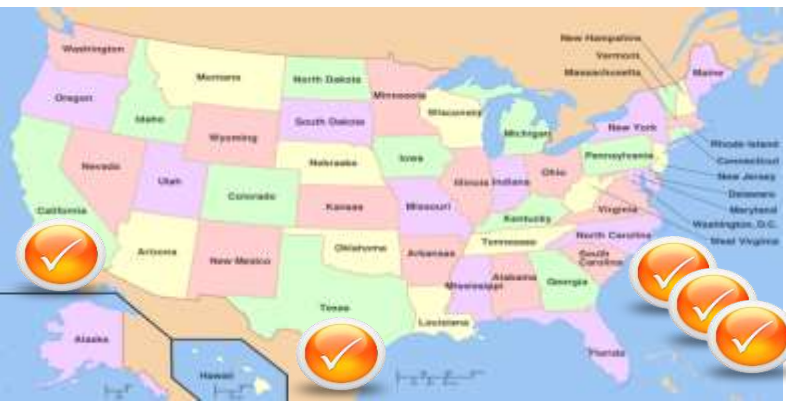 New Hampshire
Vermont
Massachusetts
Washington
Montana
North Dakota
Minnesota
Maine
Oregon
Idaho
South Dakota
Wisconsin
Wyoming
Michigan
New York
Rhode Island
Connecticut
New Jersey
Delaware
Maryland
Washington, D.C.
West Virginia
Nevada
Utah
Colorado
Nebraska
Iowa
Illinois
Indiana
Ohio
Pennsylvania
California
Kansas
Missouri
Kentucky
Virginia
Arizona
New Mexico
Oklahoma
Arkansas
Tennessee
North Carolina
South
Carolina
Texas
Louisiana
Mississippi
Alabama
Georgia
Florida
Alaska
Hawaii